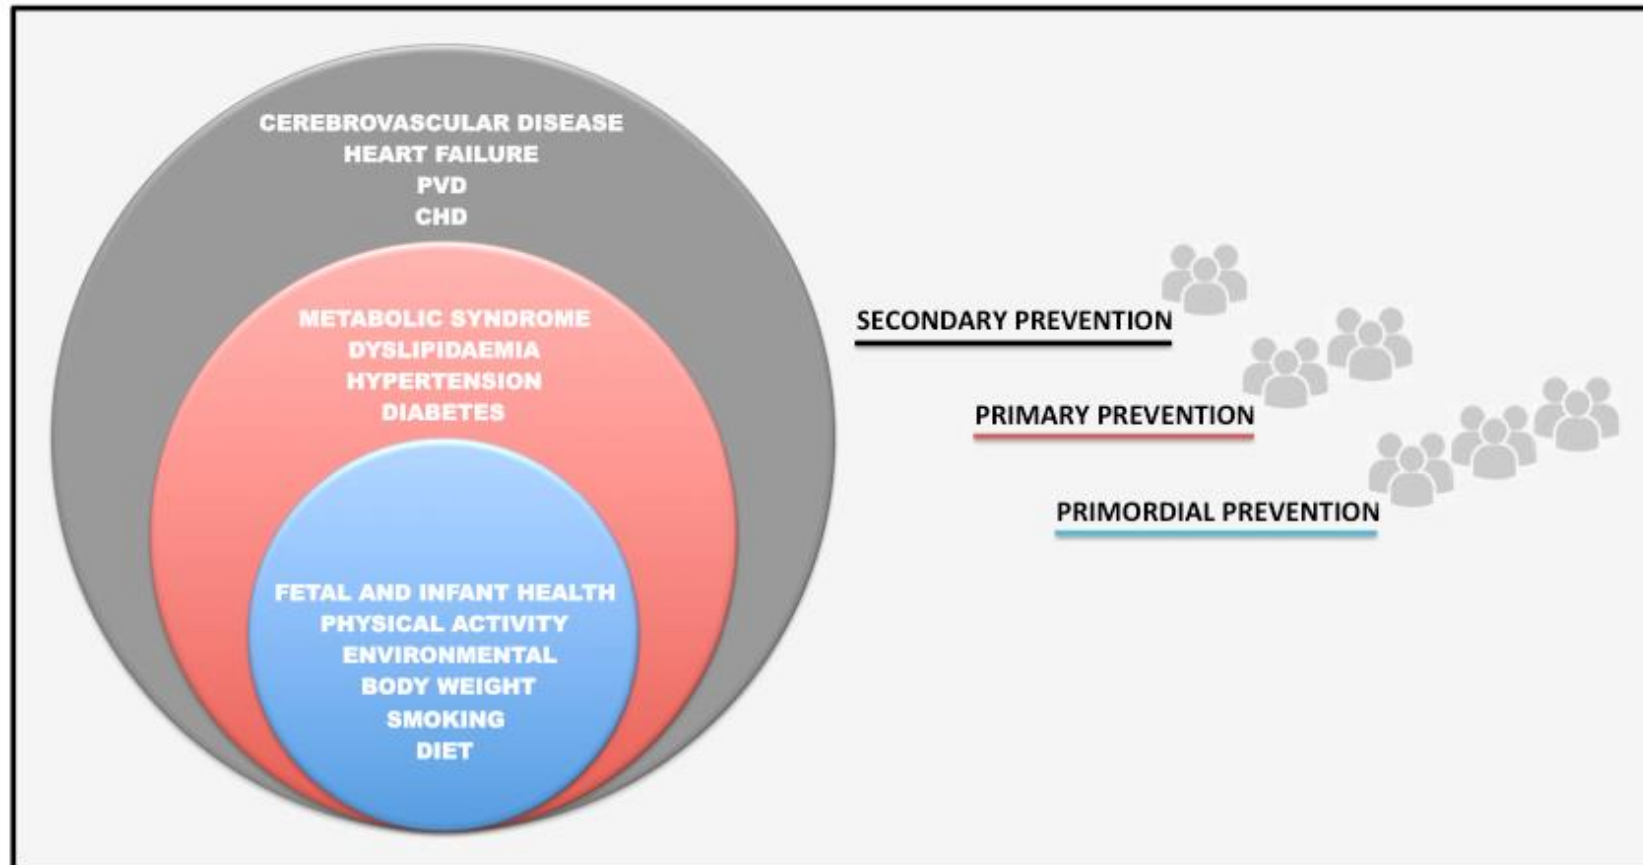 CEREBROVASCULAR DISEASE
HEART FAILURE
PVD
CHD
METABOLIC SYNDROME
DYSLIPIDAEMIA
HYPERTENSION
DIABETES
FETAL AND INFANT HEALTH
PHYSICAL ACTIVITY
ENVIRONMENTAL
BODY WEIGHT
SMOKING
DIET
SECONDARY PREVENTION
PRIMARY PREVENTION
PRIMORDIAL PREVENTION